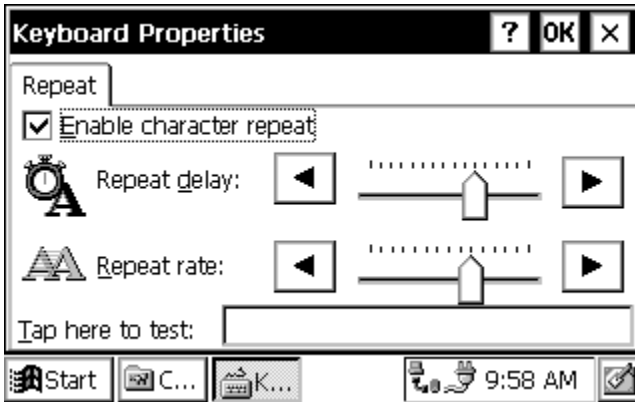 Keyboard Properties ? OK ×
Repeat
Enable character repeat
Repeat delay:
Repeat rate:
Tap here to test:
Start C... K... 9:58 AM